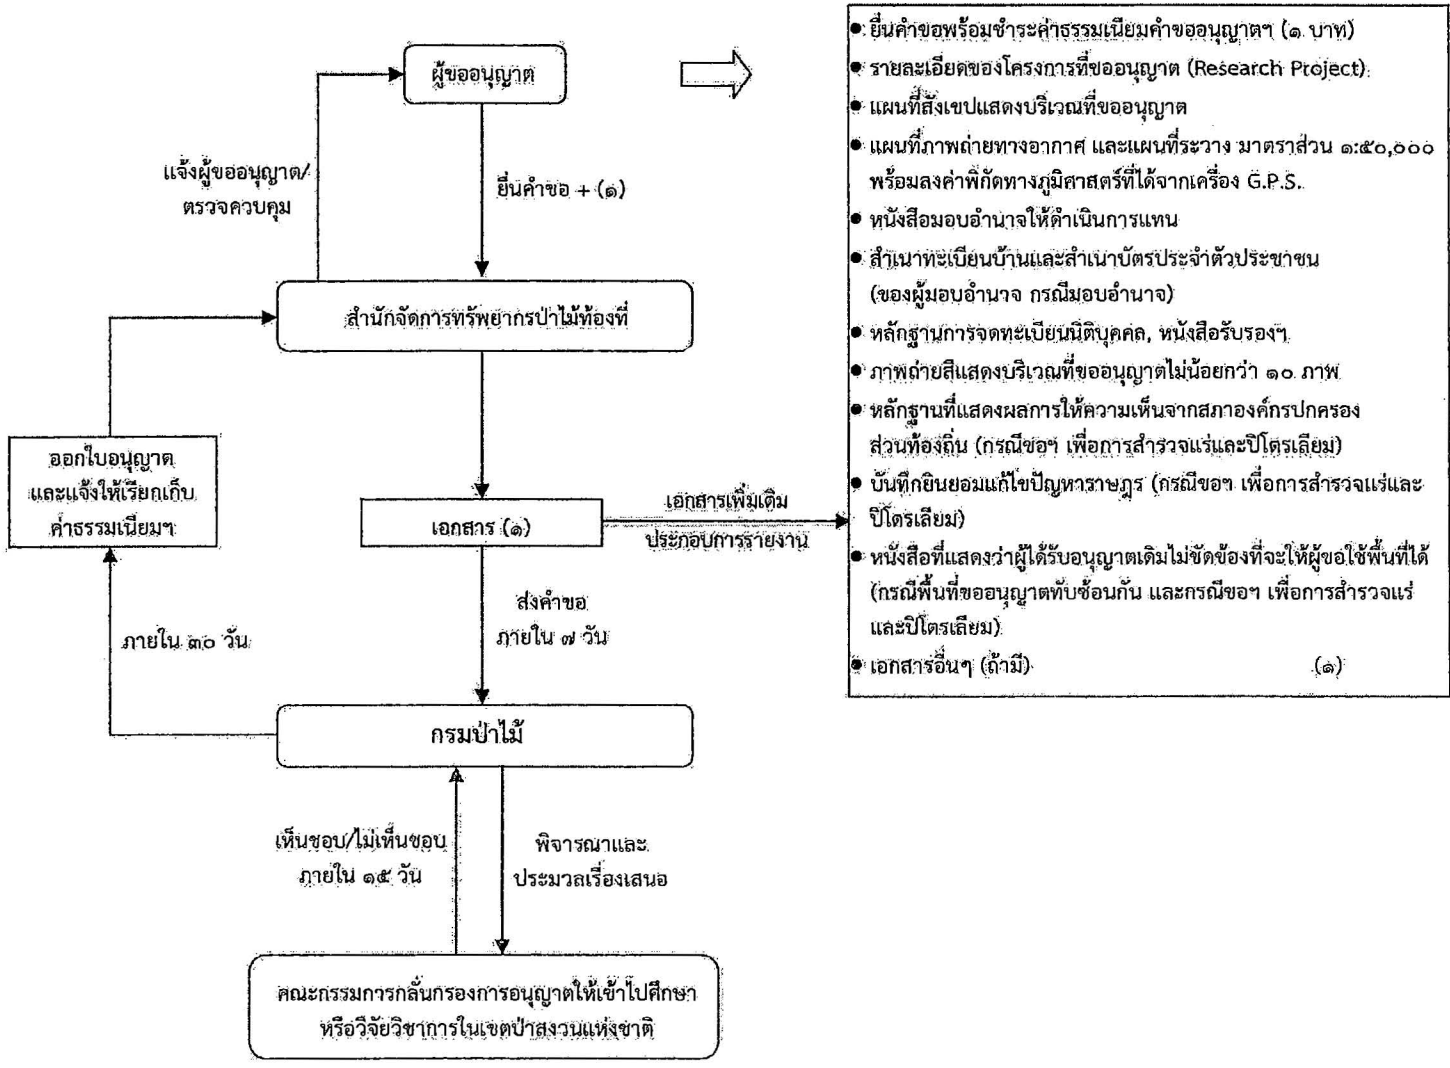 ผู้ขออนุญาต
แจ้งผู้ขออนุญาต/
ตรวจควบคุม
ยื่นคำขอ + (๑)
สำนักจัดการทรัพยากรป่าไม้ท้องที่
ออกใบอนุญาต
และแจ้งให้เรียกเก็บ
ค่าธรรมเนียมฯ
เอกสาร (๑)
เอกสารเพิ่มเติม
ประกอบการรายงาน
ส่งคำขอ
ภายใน ๗ วัน
ภายใน ๓๐ วัน
กรมป่าไม้
เห็นชอบ/ไม่เห็นชอบ
ภายใน ๑๕ วัน
พิจารณาและ
ประมวลเรื่องเสนอ
คณะกรรมการกลั่นกรองการอนุญาตให้เข้าไปศึกษา
หรือวิจัยวิชาการในเขตป่าสงวนแห่งชาติ
● ยื่นคำขอพร้อมชำระค่าธรรมเนียมคำขออนุญาตฯ (๑ บาท)
● รายละเอียดของโครงการที่ขออนุญาต (Research Project)
● แผนที่สังเขปแสดงบริเวณที่ขออนุญาต
● แผนที่ภาพถ่ายทางอากาศ และแผนที่ระวาง มาตราส่วน ๑:๕๐,๐๐๐
พร้อมลงค่าพิกัดทางภูมิศาสตร์ที่ได้จากเครื่อง G.P.S.
● หนังสือมอบอำนาจให้ดำเนินการแทน
● สำเนาทะเบียนบ้านและสำเนาบัตรประจำตัวประชาชน
(ของผู้มอบอำนาจ กรณีมอบอำนาจ)
● หลักฐานการจดทะเบียนนิติบุคคล, หนังสือรับรองฯ
● ภาพถ่ายสีแสดงบริเวณที่ขออนุญาตไม่น้อยกว่า ๑๐ ภาพ
● หลักฐานที่แสดงผลการให้ความเห็นจากสภาองค์กรปกครอง
ส่วนท้องถิ่น (กรณีขอฯ เพื่อการสำรวจแร่และปิโตรเลียม)
● บันทึกยินยอมแก้ไขปัญหาราษฎร (กรณีขอฯ เพื่อการสำรวจแร่และ
ปิโตรเลียม)
● หนังสือที่แสดงว่าผู้ได้รับอนุญาตเดิมไม่ขัดข้องที่จะให้ผู้ขอใช้พื้นที่ได้
(กรณีพื้นที่ขออนุญาตทับซ้อนกัน และกรณีขอฯ เพื่อการสำรวจแร่
และปิโตรเลียม)
● เอกสารอื่นๆ (ถ้ามี) (๑)